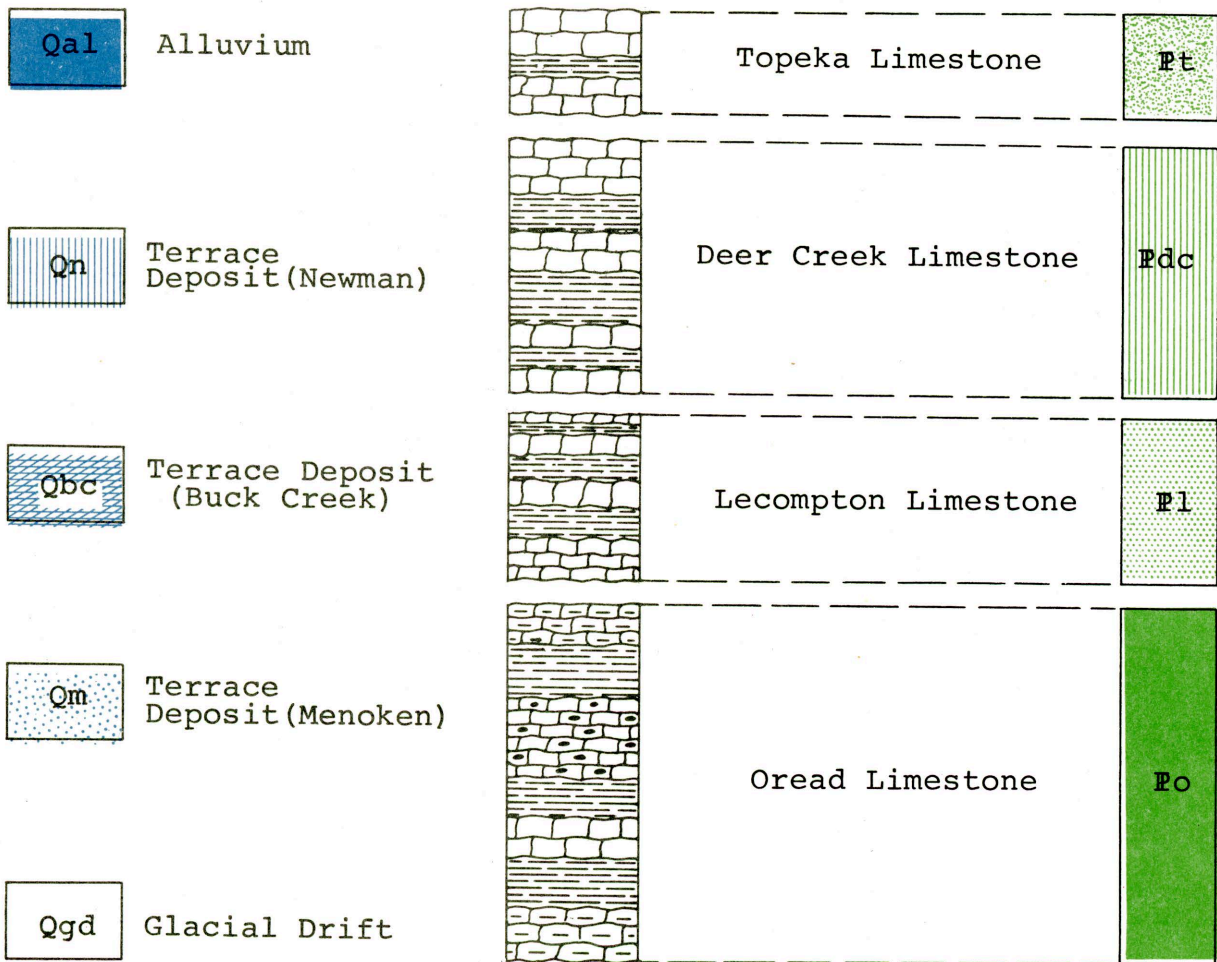 Qal Alluvium
Qn Terrace
Deposit(Newman)
Qbc Terrace Deposit
(Buck Creek)
Qm Terrace
Deposit(Menoken)
Qgd Glacial Drift
Topeka Limestone ℙt
Deer Creek Limestone ℙdc
Lecompton Limestone ℙl
Oread Limestone ℙo